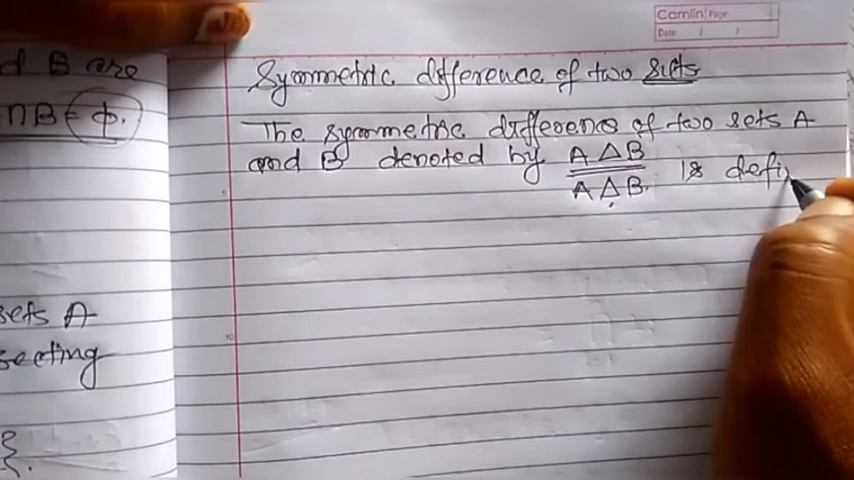 Camlin Page
Date / /
d B are
∩B = ϕ.
sets A
secting
}.
Symmetric difference of two sets
The symmetric difference of two sets A
and B denoted by A △ B is defin
A △ B.